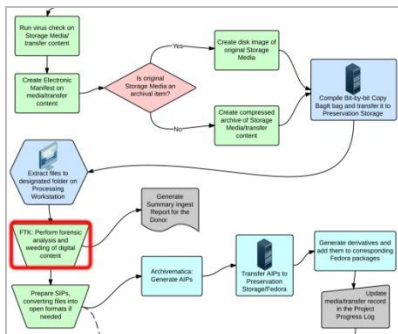 Run virus check on
Storage Media/
transfer content
Create Electronic
Manifest on
media/transfer
content
Is original
Storage Media an
archival item?
Yes
No
Create disk image of
original Storage
Media
Create compressed
archive of Storage
Media/transfer
content
Compile Bit-by-bit Copy
Bagit bag and transfer it to
Preservation Storage
Extract files to
designated folder on
Processing
Workstation
FTK: Perform forensic
analysis and
weeding of digital
content
Generate
Summary Ingest
Report for the
Donor
Prepare SIPs,
converting files into
open formats if
needed
Archivematica:
Generate AIPs
Transfer AIPs to
Preservation
Storage/Fedora
Generate derivatives and
add them to corresponding
Fedora packages
Update
media/transfer record
in the Project
Progress Log